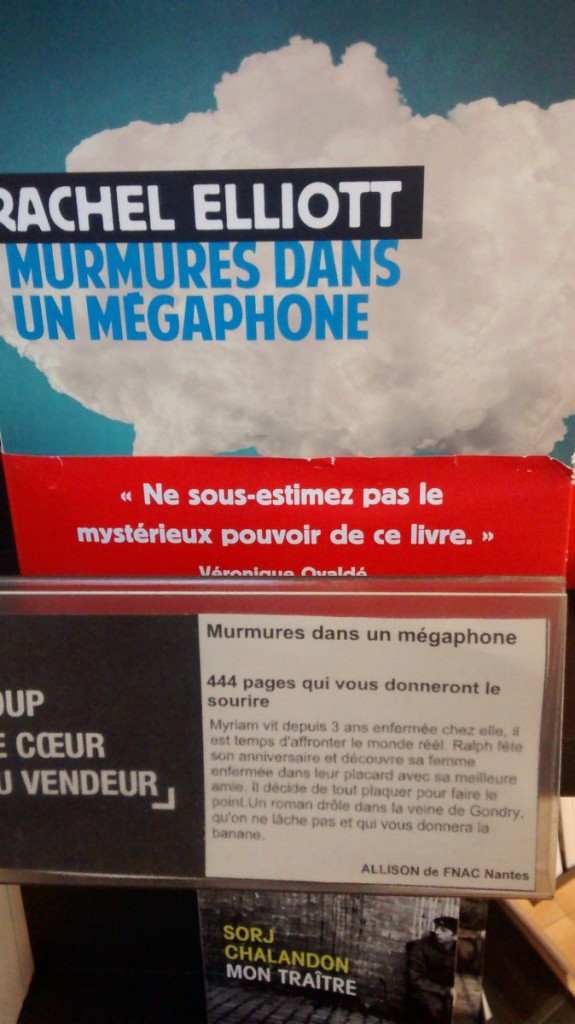 RACHEL ELLIOTT
MURMURES DANS
UN MÉGAPHONE
« Ne sous-estimez pas le
mystérieux pouvoir de ce livre. »
Véronique Ovaldé
OUP
E CŒUR
U VENDEUR
Murmures dans un mégaphone
444 pages qui vous donneront le
sourire
Myriam vit depuis 3 ans enfermée chez elle, il
est temps d'affronter le monde réel. Ralph fête
son anniversaire et découvre sa femme
enfermée dans leur placard avec sa meilleure
amie. Il décide de tout plaquer pour faire le
point.Un roman drôle dans la veine de Gondry,
qu'on ne lâche pas et qui vous donnera la
banane.
ALLISON de FNAC Nantes
SORJ
CHALANDON
MON TRAÎTRE